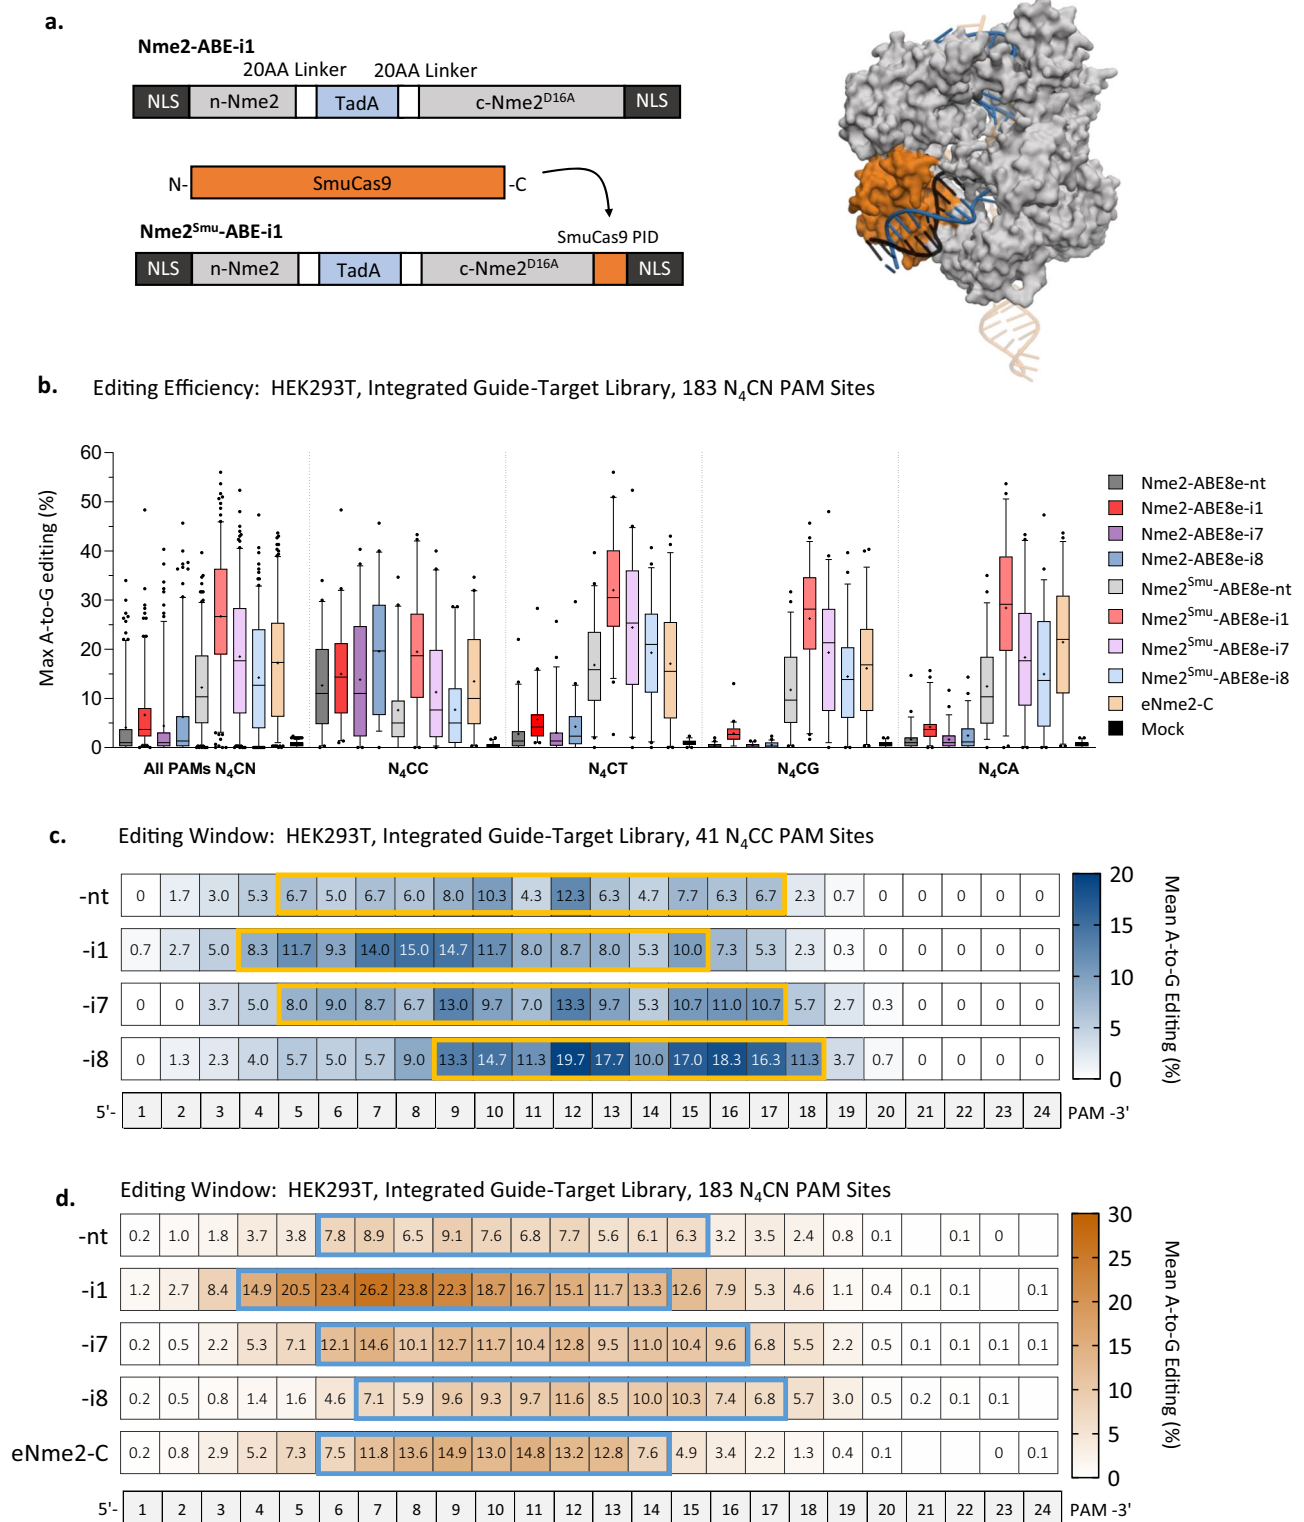 a.
Nme2-ABE-i1
20AA Linker 20AA Linker
NLS n-Nme2 TadA c-Nme2^D16A NLS
N- SmuCas9 -C
Nme2^Smu-ABE-i1
SmuCas9 PID
NLS n-Nme2 TadA c-Nme2^D16A NLS
b. Editing Efficiency: HEK293T, Integrated Guide-Target Library, 183 N₄CN PAM Sites
Max A-to-G editing (%)
60
50
40
30
20
10
0
All PAMs N₄CN N₄CC N₄CT N₄CG N₄CA
Nme2-ABE8e-nt
Nme2-ABE8e-i1
Nme2-ABE8e-i7
Nme2-ABE8e-i8
Nme2^Smu-ABE8e-nt
Nme2^Smu-ABE8e-i1
Nme2^Smu-ABE8e-i7
Nme2^Smu-ABE8e-i8
eNme2-C
Mock
c. Editing Window: HEK293T, Integrated Guide-Target Library, 41 N₄CC PAM Sites
-nt 0 1.7 3.0 5.3 6.7 5.0 6.7 6.0 8.0 10.3 4.3 12.3 6.3 4.7 7.7 6.3 6.7 2.3 0.7 0 0 0 0 0
-i1 0.7 2.7 5.0 8.3 11.7 9.3 14.0 15.0 14.7 11.7 8.0 8.7 8.0 5.3 10.0 7.3 5.3 2.3 0.3 0 0 0 0 0
-i7 0 0 3.7 5.0 8.0 9.0 8.7 6.7 13.0 9.7 7.0 13.3 9.7 5.3 10.7 11.0 10.7 5.7 2.7 0.3 0 0 0 0
-i8 0 1.3 2.3 4.0 5.7 5.0 5.7 9.0 13.3 14.7 11.3 19.7 17.7 10.0 17.0 18.3 16.3 11.3 3.7 0.7 0 0 0 0
5'- 1 2 3 4 5 6 7 8 9 10 11 12 13 14 15 16 17 18 19 20 21 22 23 24 PAM -3'
20
15
10
5
0
Mean A-to-G Editing (%)
d. Editing Window: HEK293T, Integrated Guide-Target Library, 183 N₄CN PAM Sites
-nt 0.2 1.0 1.8 3.7 3.8 7.8 8.9 6.5 9.1 7.6 6.8 7.7 5.6 6.1 6.3 3.2 3.5 2.4 0.8 0.1 0.1 0
-i1 1.2 2.7 8.4 14.9 20.5 23.4 26.2 23.8 22.3 18.7 16.7 15.1 11.7 13.3 12.6 7.9 5.3 4.6 1.1 0.4 0.1 0.1 0.1
-i7 0.2 0.5 2.2 5.3 7.1 12.1 14.6 10.1 12.7 11.7 10.4 12.8 9.5 11.0 10.4 9.6 6.8 5.5 2.2 0.5 0.1 0.1 0.1 0.1
-i8 0.2 0.5 0.8 1.4 1.6 4.6 7.1 5.9 9.6 9.3 9.7 11.6 8.5 10.0 10.3 7.4 6.8 5.7 3.0 0.5 0.2 0.1 0.1
eNme2-C 0.2 0.8 2.9 5.2 7.3 7.5 11.8 13.6 14.9 13.0 14.8 13.2 12.8 7.6 4.9 3.4 2.2 1.3 0.4 0.1 0 0.1
5'- 1 2 3 4 5 6 7 8 9 10 11 12 13 14 15 16 17 18 19 20 21 22 23 24 PAM -3'
30
25
20
15
10
5
0
Mean A-to-G Editing (%)